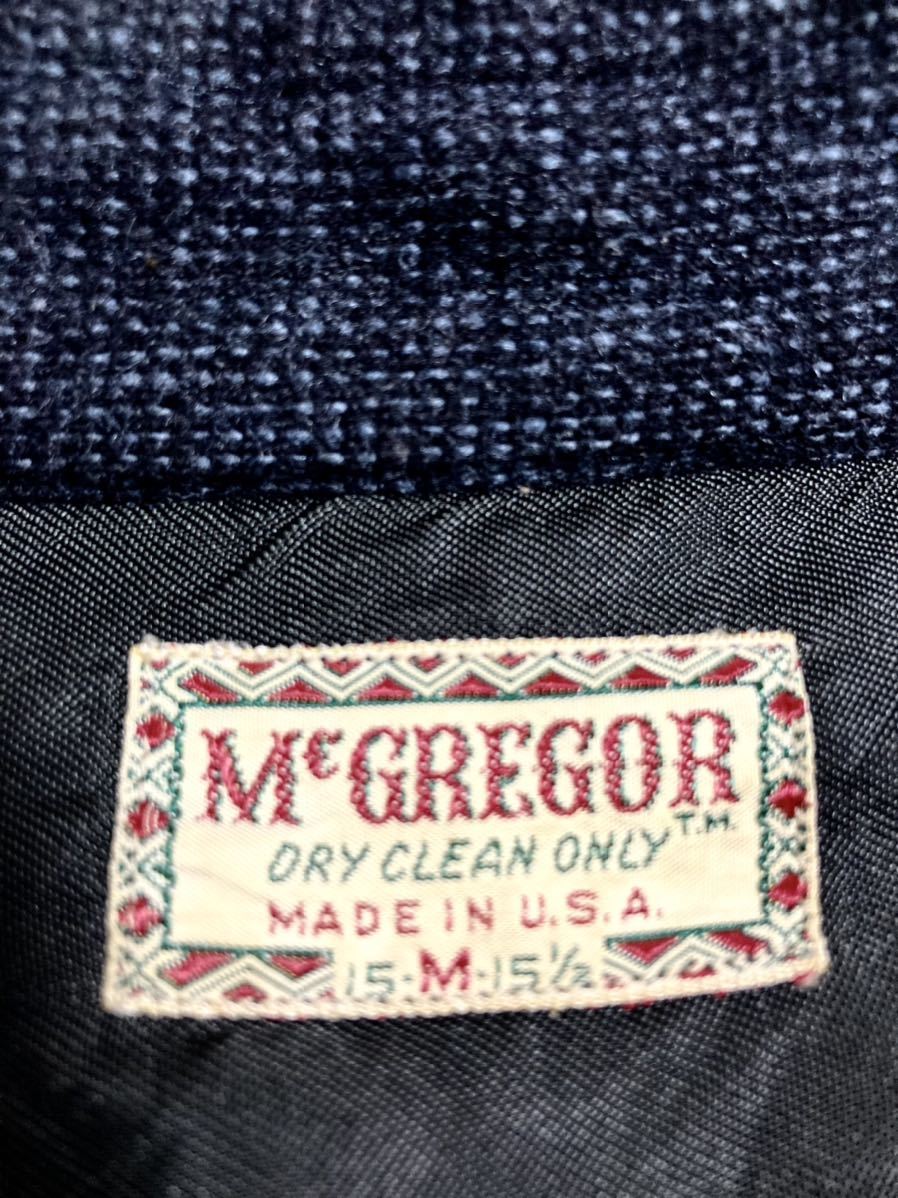 McGREGOR T.M.
DRY CLEAN ONLY
MADE IN U.S.A.
15-M-15½